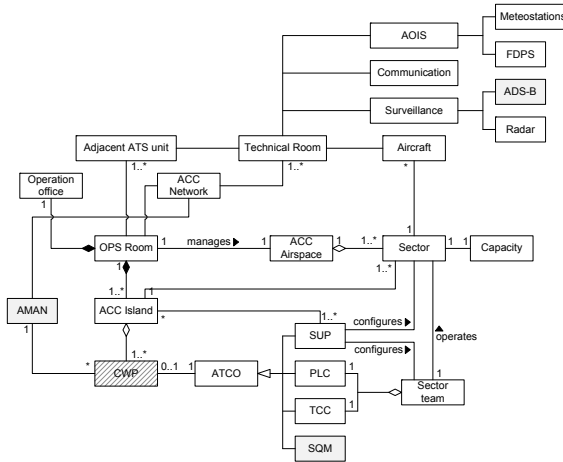 Meteostations
AOIS
FDPS
Communication
ADS-B
Surveillance
Radar
Adjacent ATS unit
Technical Room
Aircraft
1..*
1..*
*
Operation
office
ACC
Network
1
1
OPS Room
1
manages
1
ACC
Airspace
1
1..*
Sector
1
1
Capacity
1
1..*
1..*
ACC Island
1
*
1..*
AMAN
1
SUP
configures
operates
configures
1..*
*
CWP
0..1
1
ATCO
PLC
1
1
Sector
team
TCC
1
SQM